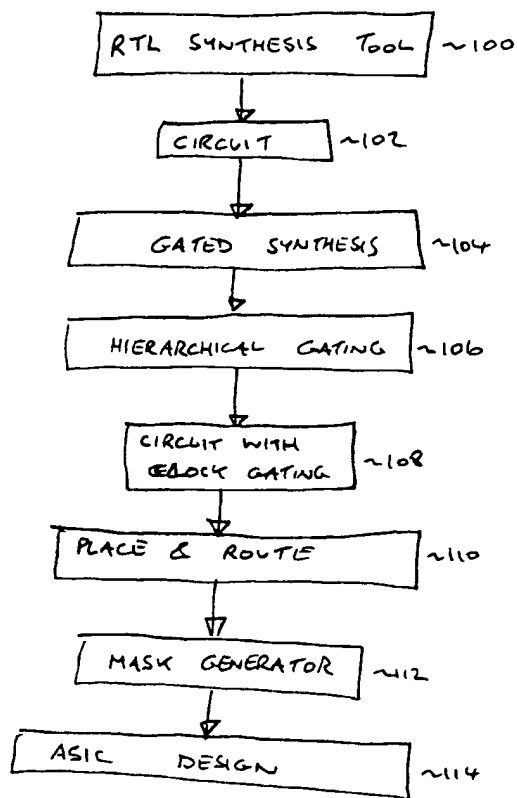 RTL SYNTHESIS TOOL ~100
CIRCUIT ~102
GATED SYNTHESIS ~104
HIERARCHICAL GATING ~106
CIRCUIT WITH
CLOCK GATING ~108
PLACE & ROUTE ~110
MASK GENERATOR ~112
ASIC DESIGN ~114